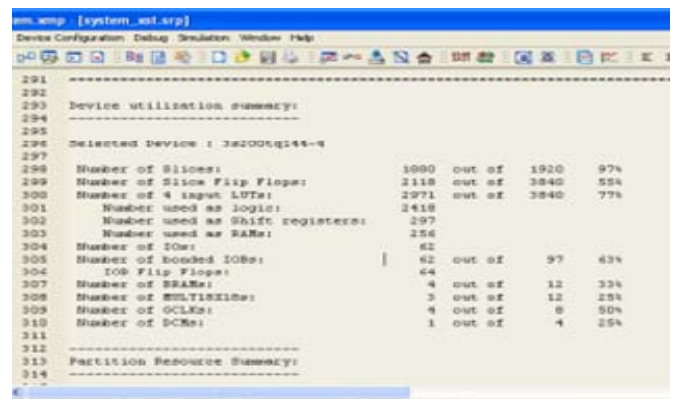 em.xmp - [system_xst.srp]
Device Configuration Debug Simulation Window Help
291 ----------------------------------------------------------------
292
293 Device utilization summary:
294 ---------------------------
295
296 Selected Device : 3s200tq144-4
297
298 Number of Slices: 1880 out of 1920 97%
299 Number of Slice Flip Flops: 2118 out of 3840 55%
300 Number of 4 input LUTs: 2971 out of 3840 77%
301 Number used as logic: 2418
302 Number used as Shift registers: 297
303 Number used as RAMs: 256
304 Number of IOs: 62
305 Number of bonded IOBs: 62 out of 97 63%
306 IOB Flip Flops: 64
307 Number of BRAMs: 4 out of 12 33%
308 Number of MULT18X18s: 3 out of 12 25%
309 Number of GCLKs: 4 out of 8 50%
310 Number of DCMs: 1 out of 4 25%
311
312 ---------------------------
313 Partition Resource Summary:
314 ---------------------------